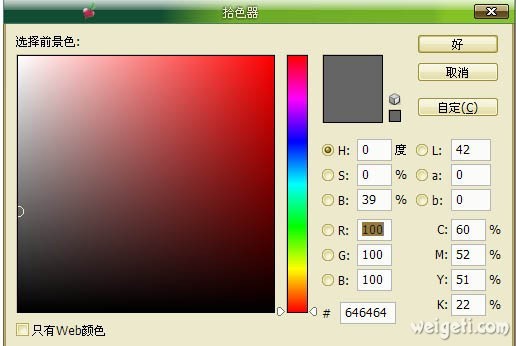 拾色器
选择前景色:
好
取消
自定(C)
H: 0 度 L: 42
S: 0 % a: 0
B: 39 % b: 0
R: 100 C: 60 %
G: 100 M: 52 %
B: 100 Y: 51 %
# 646464 K: 22 %
只有Web颜色
weigeti.com